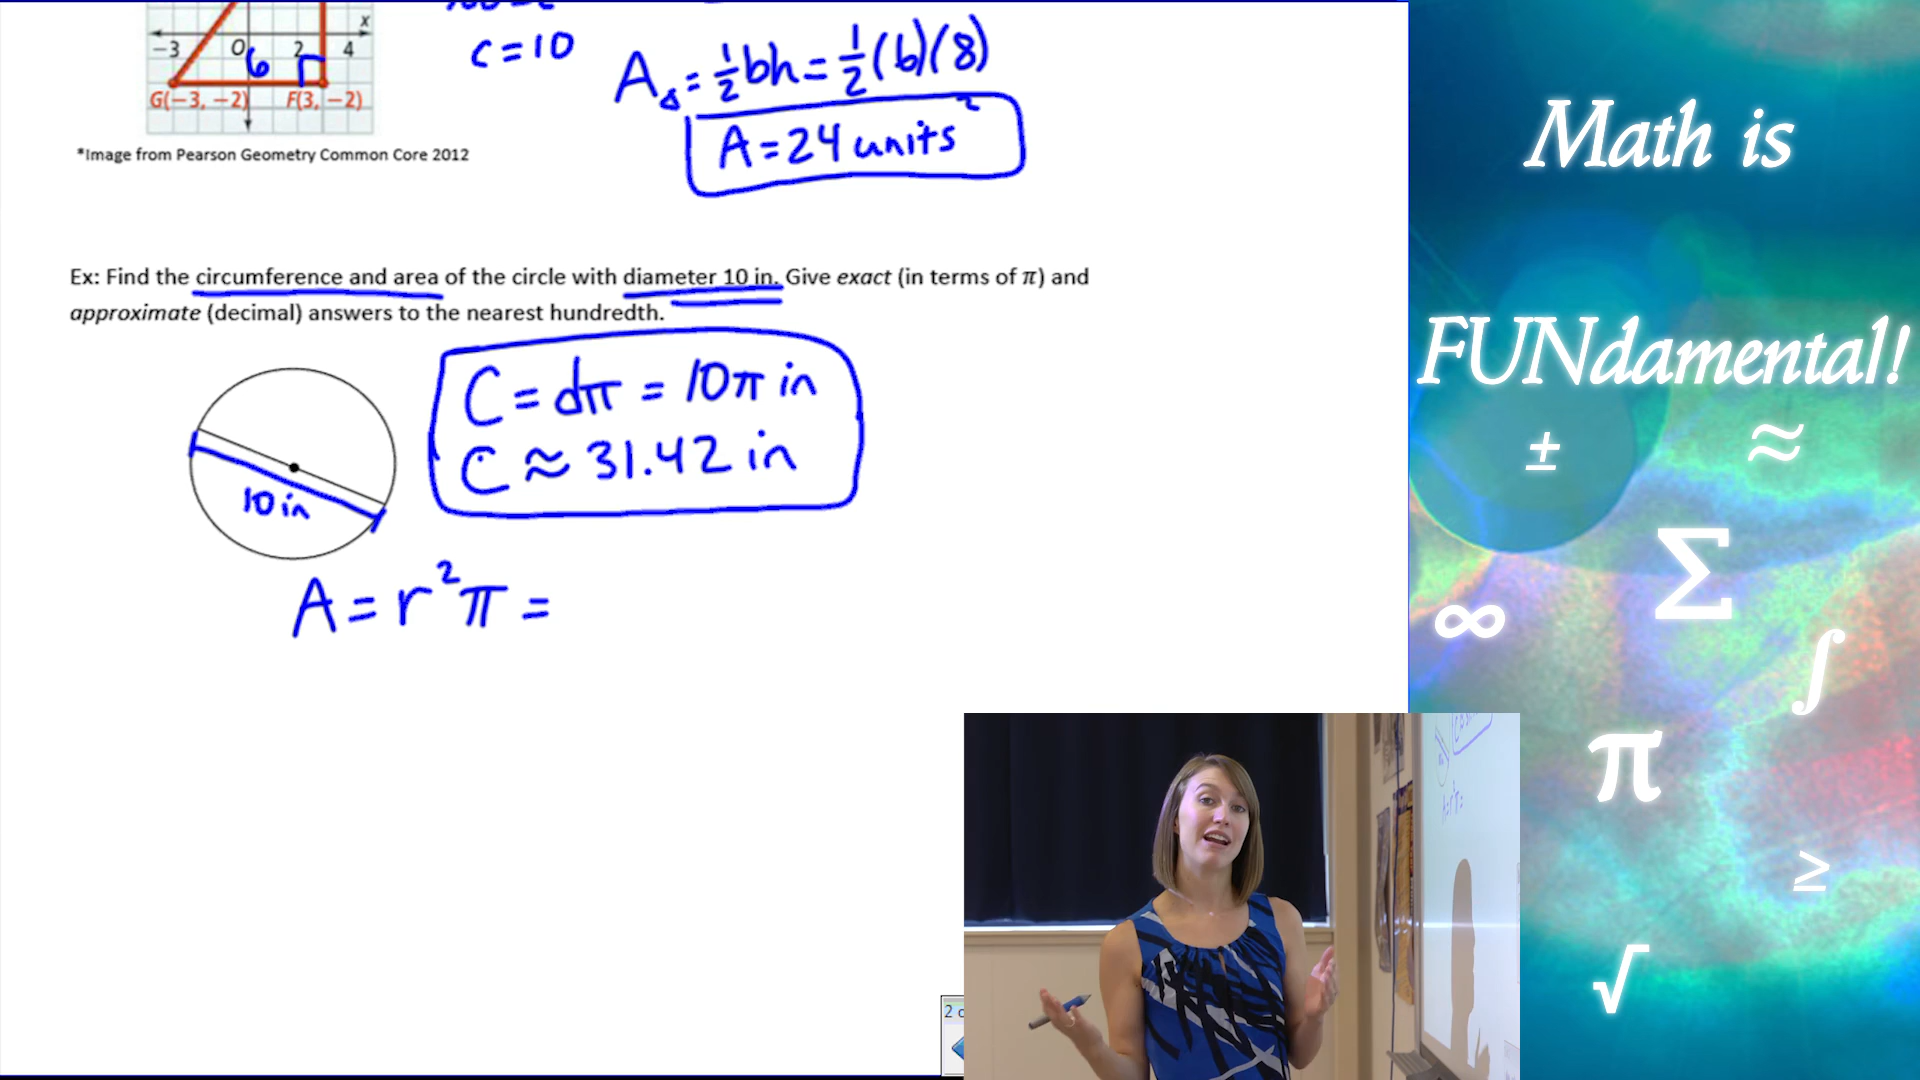 x
−3 O 2 4
6
G(−3, −2) F(3, −2)
c = 10
A△ = ½bh = ½(6)(8)
A = 24 units²
*Image from Pearson Geometry Common Core 2012
Ex: Find the circumference and area of the circle with diameter 10 in. Give exact (in terms of π) and
approximate (decimal) answers to the nearest hundredth.
C = dπ = 10π in
C ≈ 31.42 in
10 in
A = r²π =
2
Math is
FUNdamental!
± ≈
Σ
∞
∫
π
≥
√